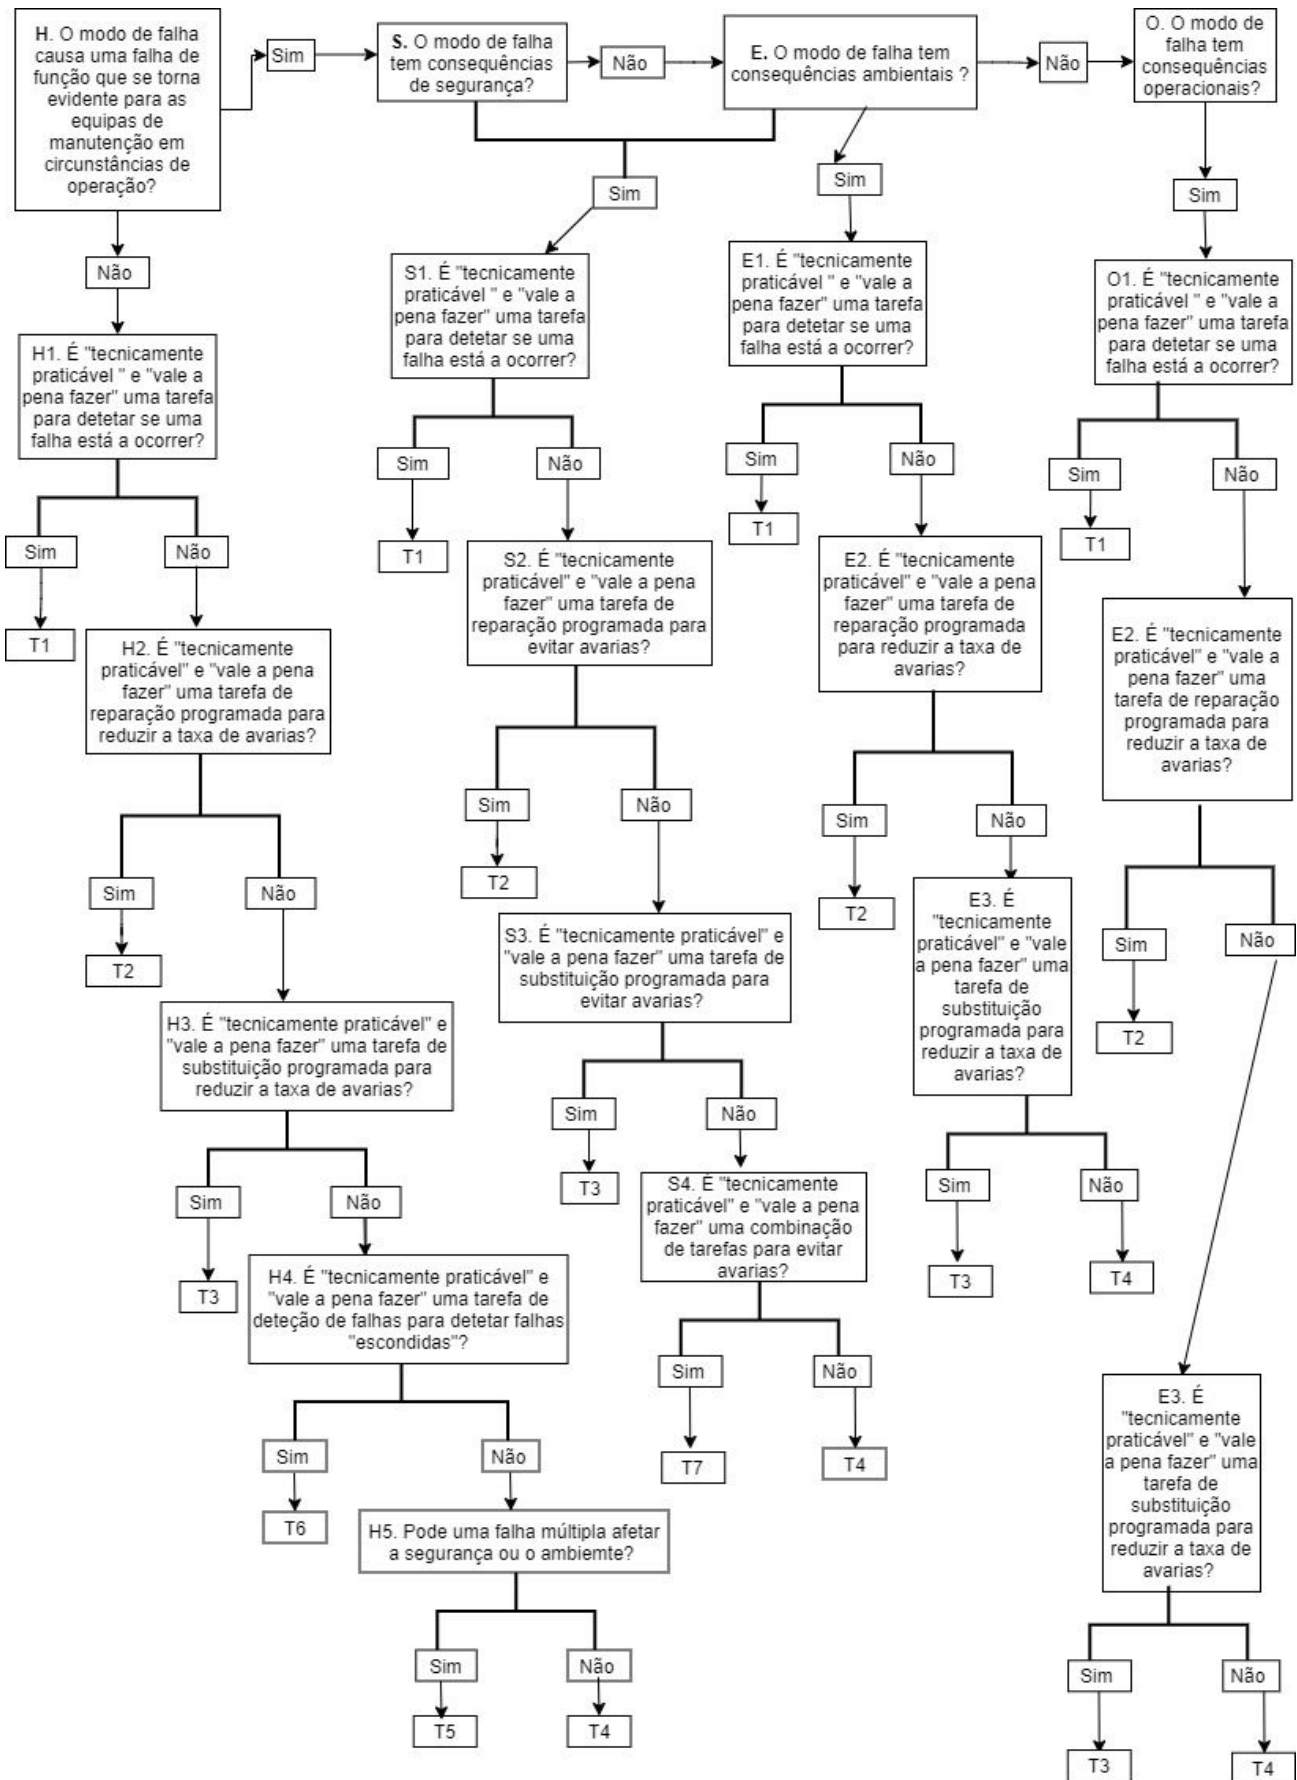 H. O modo de falha
causa uma falha de
função que se torna
evidente para as
equipas de
manutenção em
circunstâncias de
operação?
Sim
S. O modo de falha
tem consequências
de segurança?
Não
E. O modo de falha tem
consequências ambientais ?
Não
O. O modo de
falha tem
consequências
operacionais?
Não
Sim
Sim
Sim
H1. É "tecnicamente
praticável " e "vale a
pena fazer" uma tarefa
para detetar se uma
falha está a ocorrer?
Sim
Não
T1
H2. É "tecnicamente
praticável" e "vale a pena
fazer" uma tarefa de
reparação programada para
reduzir a taxa de avarias?
Sim
Não
T2
H3. É "tecnicamente praticável" e
"vale a pena fazer" uma tarefa de
substituição programada para
reduzir a taxa de avarias?
Sim
Não
T3
H4. É "tecnicamente praticável" e
"vale a pena fazer" uma tarefa de
deteção de falhas para detetar falhas
"escondidas"?
Sim
Não
T6
H5. Pode uma falha múltipla afetar
a segurança ou o ambiemte?
Sim
Não
T5
T4
S1. É "tecnicamente
praticável " e "vale a
pena fazer" uma tarefa
para detetar se uma
falha está a ocorrer?
Sim
Não
T1
S2. É "tecnicamente
praticável" e "vale a pena
fazer" uma tarefa de
reparação programada para
evitar avarias?
Sim
Não
T2
S3. É "tecnicamente praticável" e
"vale a pena fazer" uma tarefa de
substituição programada para
evitar avarias?
Sim
Não
T3
S4. É "tecnicamente
praticável" e "vale a pena
fazer" uma combinação
de tarefas para evitar
avarias?
Sim
Não
T7
T4
E1. É "tecnicamente
praticável " e "vale a
pena fazer" uma tarefa
para detetar se uma
falha está a ocorrer?
Sim
Não
T1
E2. É "tecnicamente
praticável" e "vale a pena
fazer" uma tarefa de
reparação programada
para reduzir a taxa de
avarias?
Sim
Não
T2
E3. É
"tecnicamente
praticável" e "vale
a pena fazer" uma
tarefa de
substituição
programada para
reduzir a taxa de
avarias?
Sim
Não
T3
T4
O1. É "tecnicamente
praticável " e "vale a
pena fazer" uma tarefa
para detetar se uma
falha está a ocorrer?
Sim
Não
T1
E2. É "tecnicamente
praticável" e "vale a
pena fazer" uma
tarefa de reparação
programada para
reduzir a taxa de
avarias?
Sim
Não
T2
E3. É
"tecnicamente
praticável" e "vale
a pena fazer" uma
tarefa de
substituição
programada para
reduzir a taxa de
avarias?
Sim
Não
T3
T4